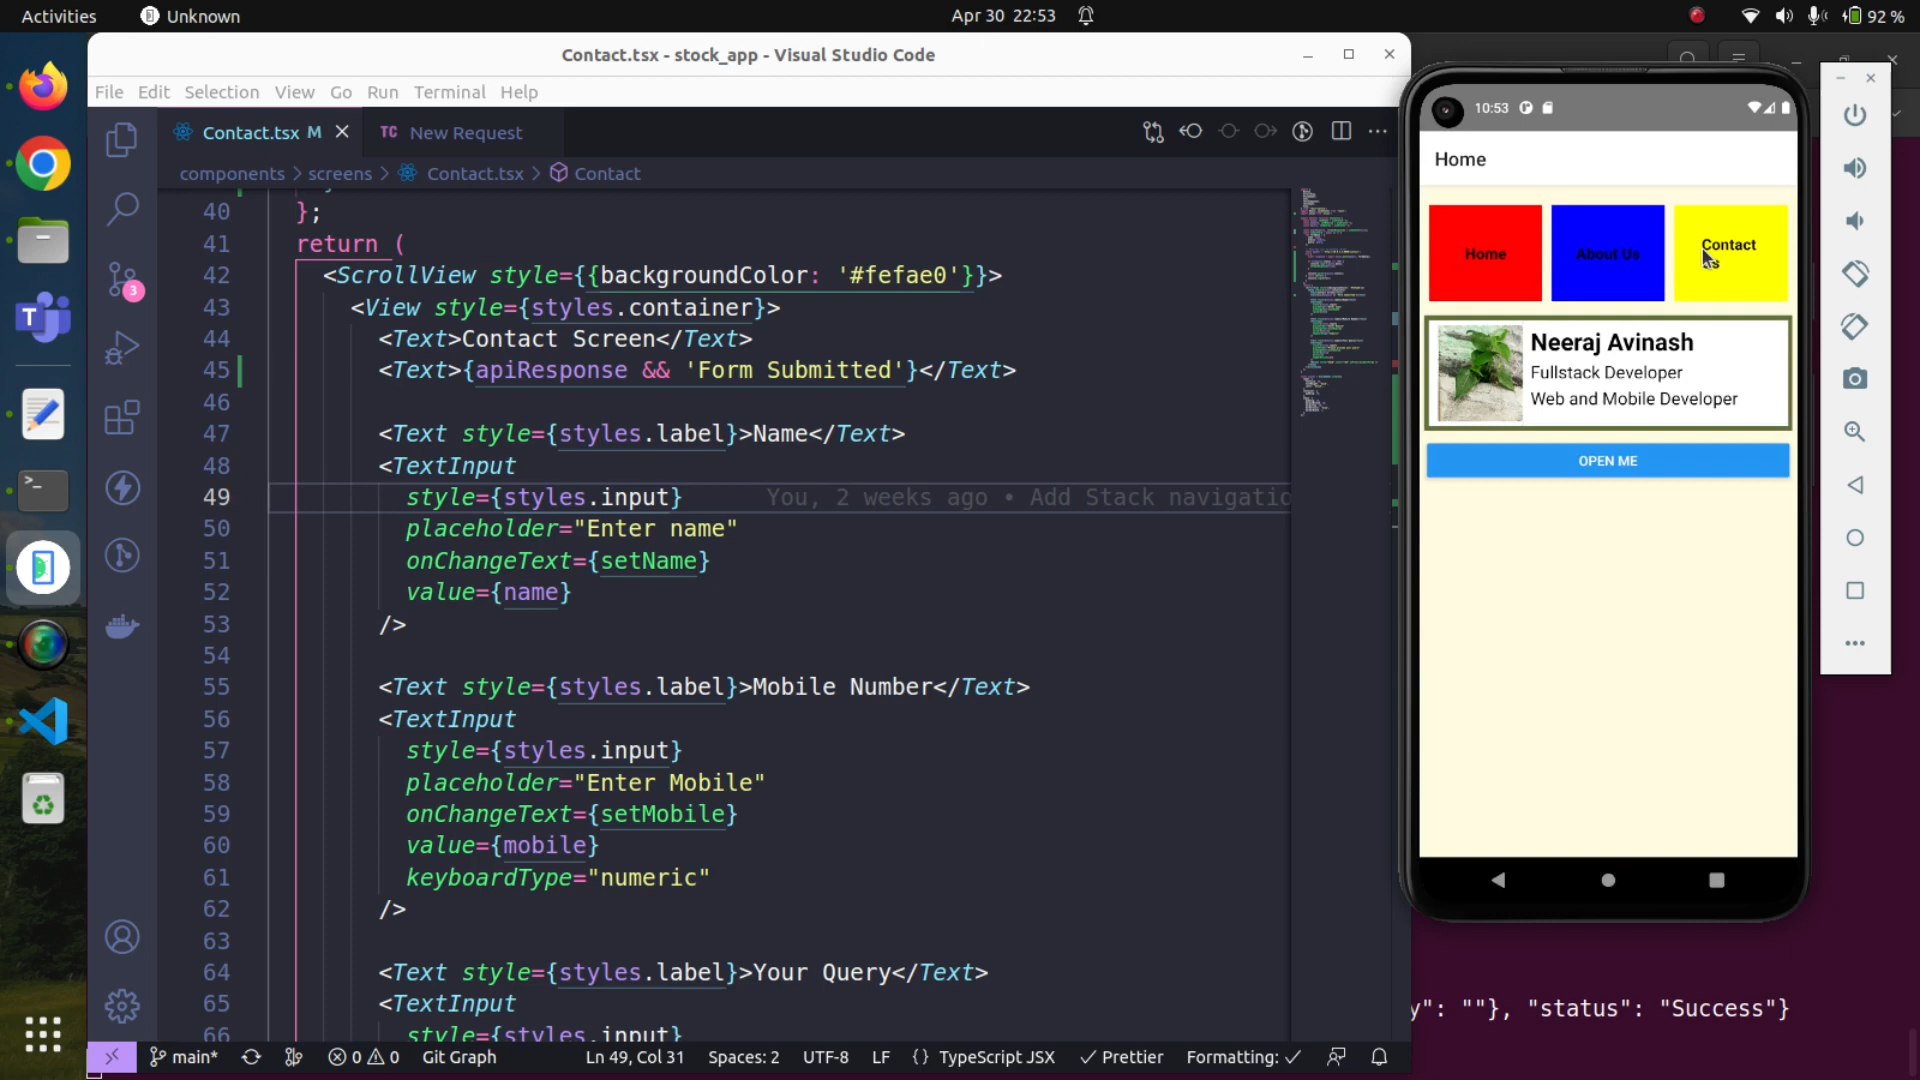 Activities
Unknown
Apr 30 22:53
92 %
Contact.tsx - stock_app - Visual Studio Code
File Edit Selection View Go Run Terminal Help
Contact.tsx M
TC New Request
components > screens > Contact.tsx > Contact
40 };
41 return (
42 <ScrollView style={{backgroundColor: '#fefae0'}}>
43 <View style={styles.container}>
44 <Text>Contact Screen</Text>
45 <Text>{apiResponse && 'Form Submitted'}</Text>
46
47 <Text style={styles.label}>Name</Text>
48 <TextInput
49 style={styles.input} You, 2 weeks ago • Add Stack navigatio
50 placeholder="Enter name"
51 onChangeText={setName}
52 value={name}
53 />
54
55 <Text style={styles.label}>Mobile Number</Text>
56 <TextInput
57 style={styles.input}
58 placeholder="Enter Mobile"
59 onChangeText={setMobile}
60 value={mobile}
61 keyboardType="numeric"
62 />
63
64 <Text style={styles.label}>Your Query</Text>
65 <TextInput
66 style={styles.input}
3
main* 0 0 Git Graph Ln 49, Col 31 Spaces: 2 UTF-8 LF {} TypeScript JSX Prettier Formatting: ✓
10:53
Home
Home
About Us
Contact
Neeraj Avinash
Fullstack Developer
Web and Mobile Developer
OPEN ME
y": ""}, "status": "Success"}